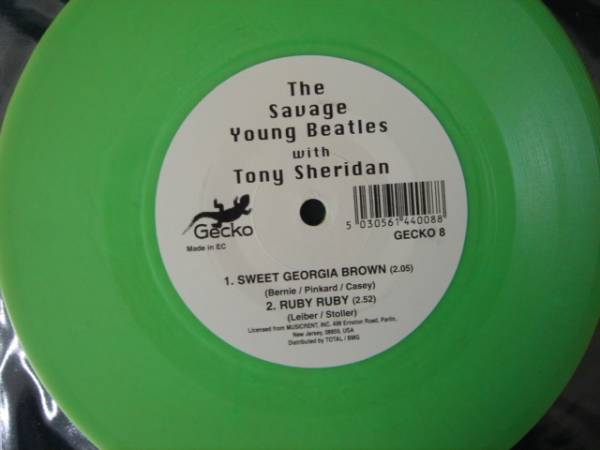 The
Savage
Young Beatles
with
Tony Sheridan
Gecko
Made in EC
5 030561 440088
GECKO 8
1. SWEET GEORGIA BROWN (2.05)
(Bernie / Pinkard / Casey)
2. RUBY RUBY (2.52)
(Leiber / Stoller)
Licensed from MUSICRENT, INC. Ernston Road, Parlin,
New Jersey, USA
Distributed by TOTAL / BMG